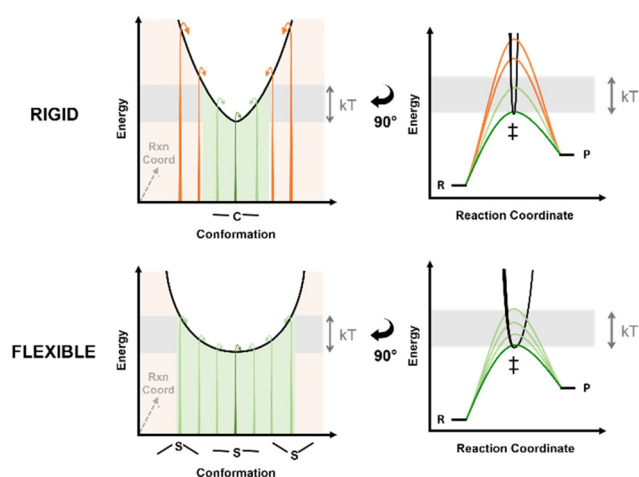 RIGID
Energy
Rxn
Coord
kT
— C —
Conformation
90°
Energy
kT
‡
R
P
Reaction Coordinate
FLEXIBLE
Energy
Rxn
Coord
kT
S
S
S
Conformation
90°
Energy
kT
‡
R
P
Reaction Coordinate